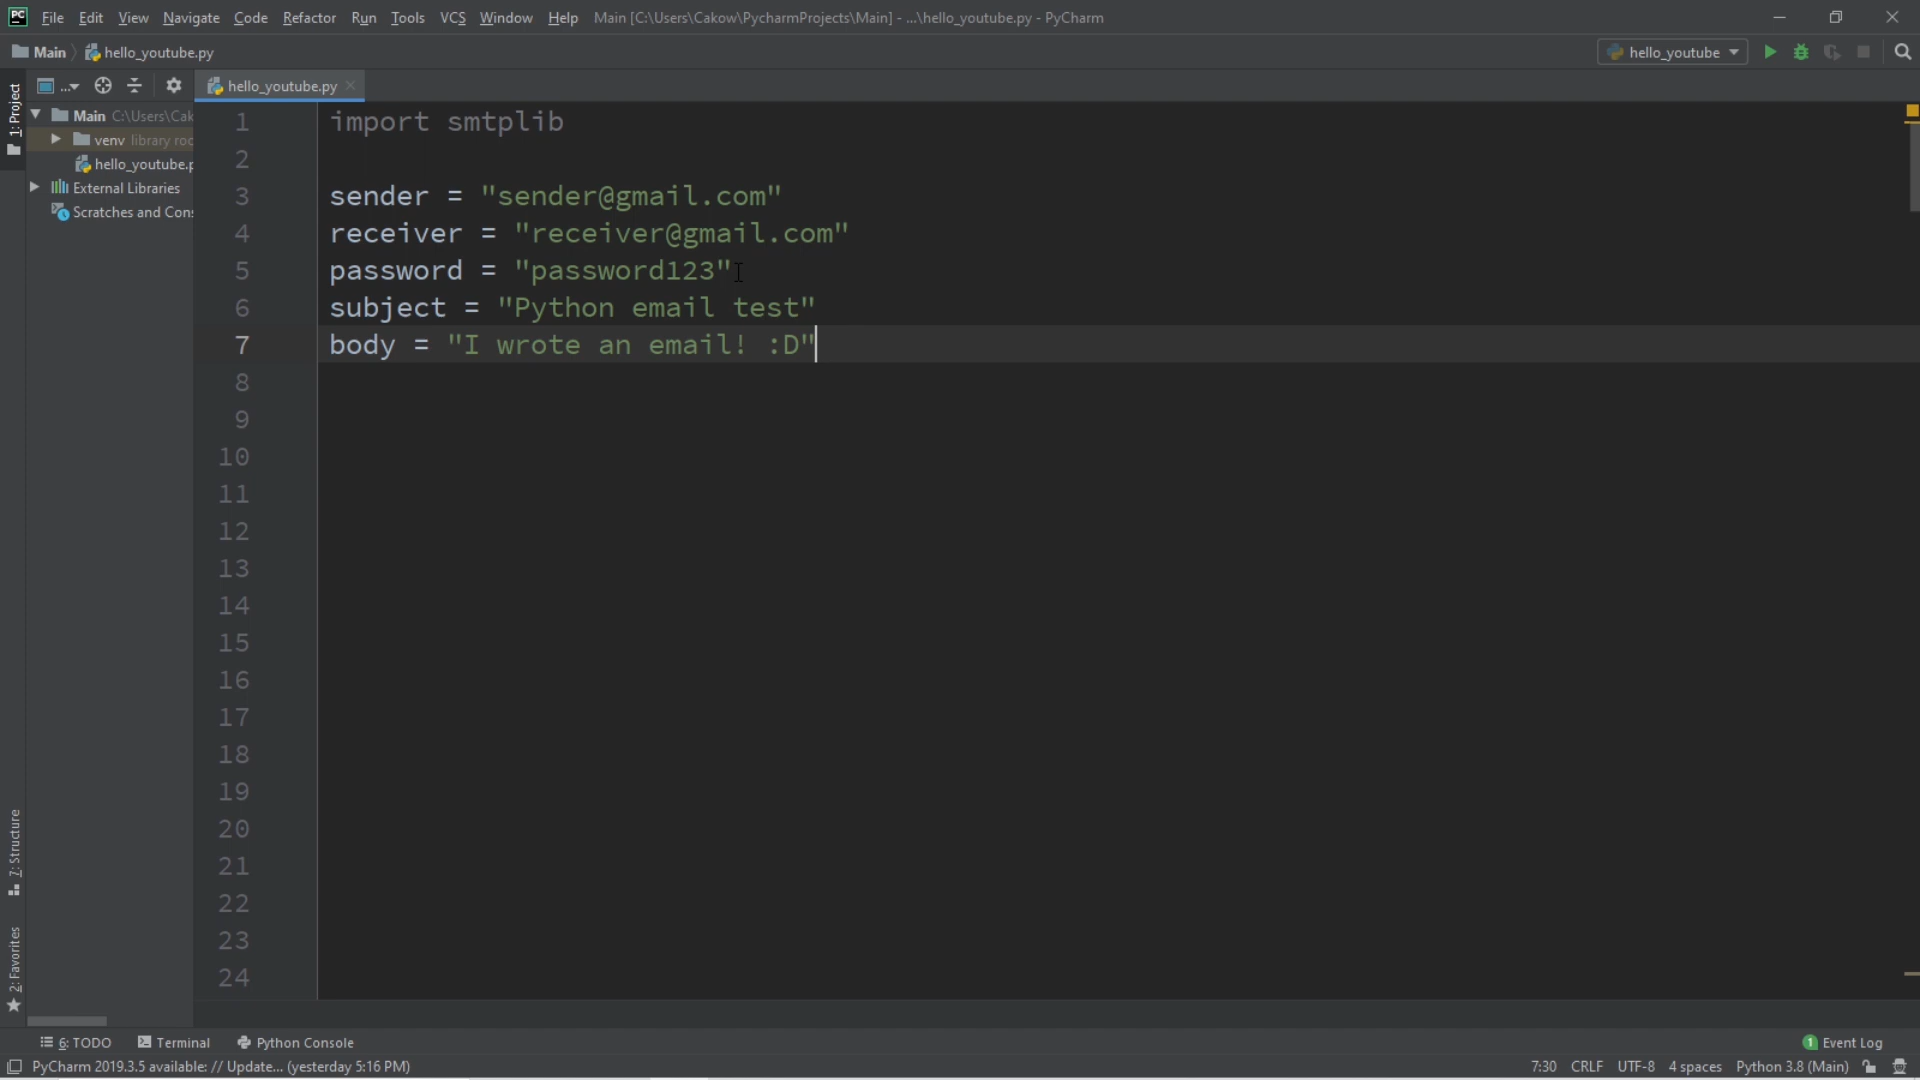 PC File Edit View Navigate Code Refactor Run Tools VCS Window Help Main [C:\Users\Cakow\PycharmProjects\Main] - ...\hello_youtube.py - PyCharm
Main hello_youtube.py hello_youtube
... hello_youtube.py
1: Project
Main C:\Users\Cak
venv library roo
hello_youtube.p
External Libraries
Scratches and Cons
1 import smtplib
2
3 sender = "sender@gmail.com"
4 receiver = "receiver@gmail.com"
5 password = "password123"
6 subject = "Python email test"
7 body = "I wrote an email! :D"
8
9
10
11
12
13
14
15
16
17
18
19
20
21
22
23
24
7: Structure
2: Favorites
6: TODO Terminal Python Console 1 Event Log
PyCharm 2019.3.5 available: // Update... (yesterday 5:16 PM) 7:30 CRLF UTF-8 4 spaces Python 3.8 (Main)